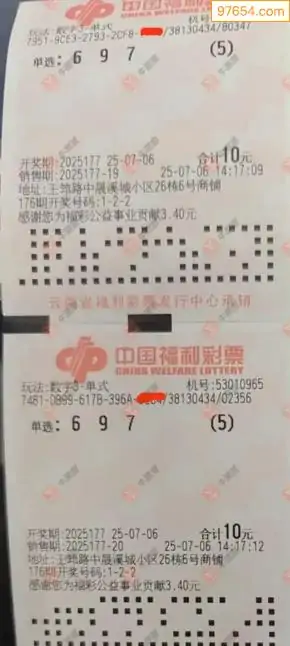 97654.com
中国福利彩票
CHINA WELFARE LOTTERY
玩法:数字3-单式 机号:
7951-8CE3-2793-2CF8- /38130434/80347
单选: 6 9 7 (5)
开奖期:2025177 25-07-06 合计10元
销售期:2025177-19 25-07-06 14:17:09
地址:王筇路中晟溪城小区26栋6号商铺
176期开奖号码:1-2-2
感谢您为福彩公益事业贡献3.40元
云南省福利彩票发行中心承销
中国福利彩票
CHINA WELFARE LOTTERY
玩法:数字3-单式 机号:53010965
7481-0B99-617B-396A- /38130434/02356
单选: 6 9 7 (5)
开奖期:2025177 25-07-06 合计10元
销售期:2025177-20 25-07-06 14:17:12
地址:王筇路中晟溪城小区26栋6号商铺
176期开奖号码:1-2-2
感谢您为福彩公益事业贡献3.40元